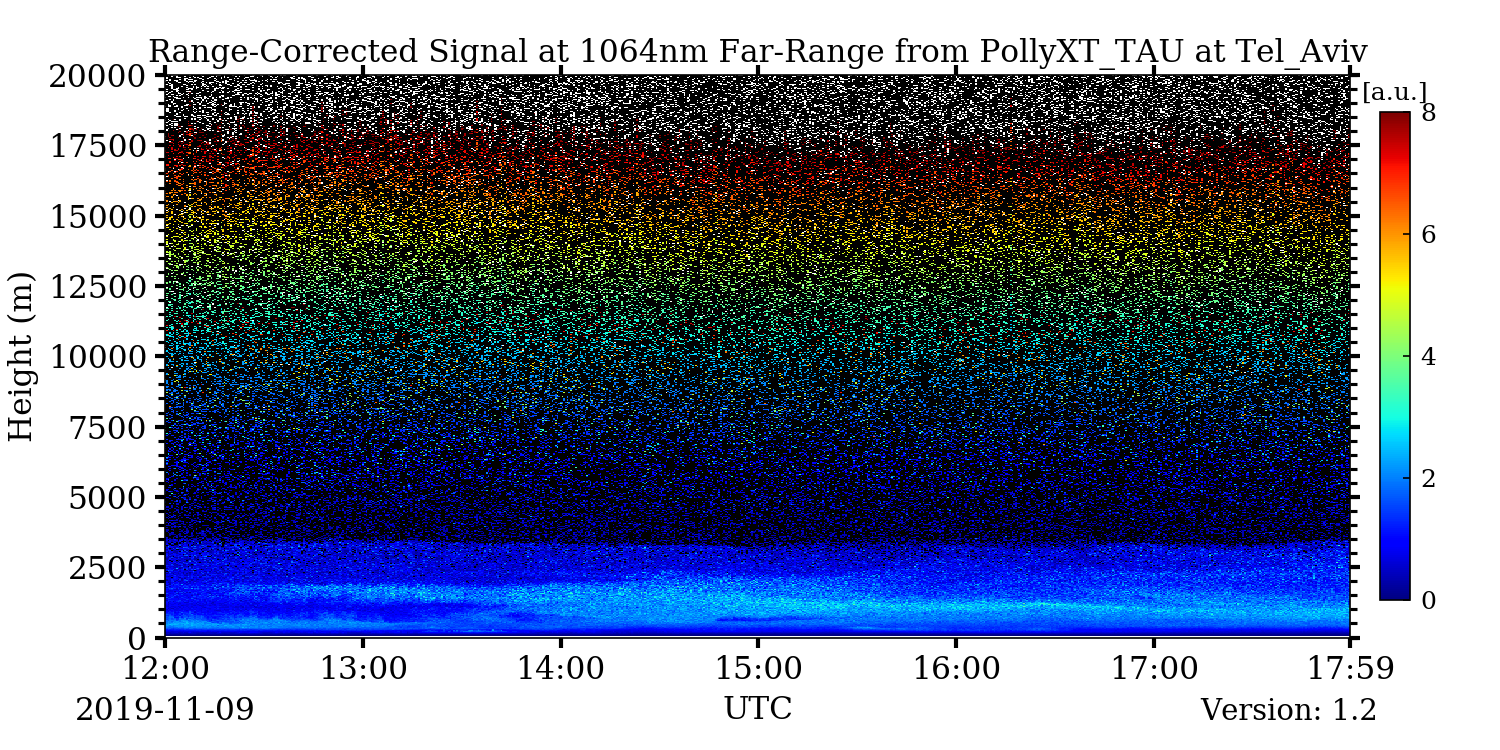 Range-Corrected Signal at 1064nm Far-Range from PollyXT_TAU at Tel_Aviv
[a.u.]
20000
17500
15000
12500
10000
7500
5000
2500
0
Height (m)
8
6
4
2
0
12:00 13:00 14:00 15:00 16:00 17:00 17:59
2019-11-09 UTC Version: 1.2